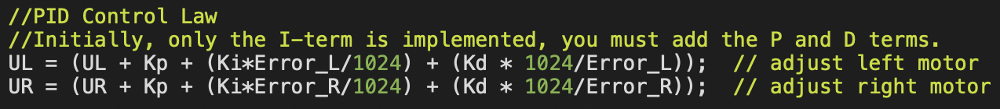 //PID Control Law
//Initially, only the I-term is implemented, you must add the P and D terms.
UL = (UL + Kp + (Ki*Error_L/1024) + (Kd * 1024/Error_L));  // adjust left motor
UR = (UR + Kp + (Ki*Error_R/1024) + (Kd * 1024/Error_R));  // adjust right motor